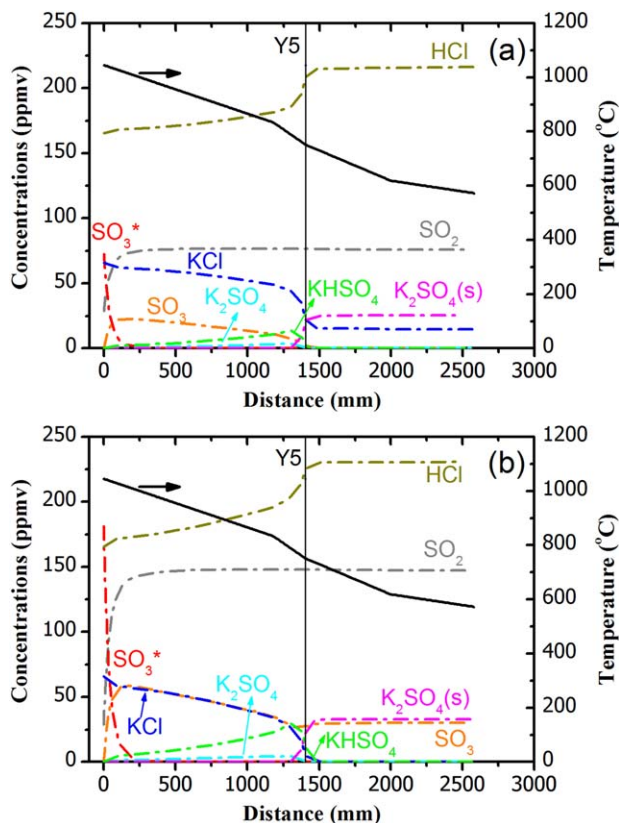 250 Y5 1200
(a)
HCl
200 1000
150 800
600
100
SO3* SO2 400
50 KCl KHSO4
SO3 K2SO4 K2SO4(s) 200
0 0
0 500 1000 1500 2000 2500 3000
Distance (mm)
Concentrations (ppmv)
Temperature (°C)
250 Y5 1200
(b)
HCl
200 1000
SO2 800
150
600
100
SO3* K2SO4 400
50 K2SO4(s)
KCl KHSO4 SO3 200
0 0
0 500 1000 1500 2000 2500 3000
Distance (mm)
Concentrations (ppmv)
Temperature (°C)